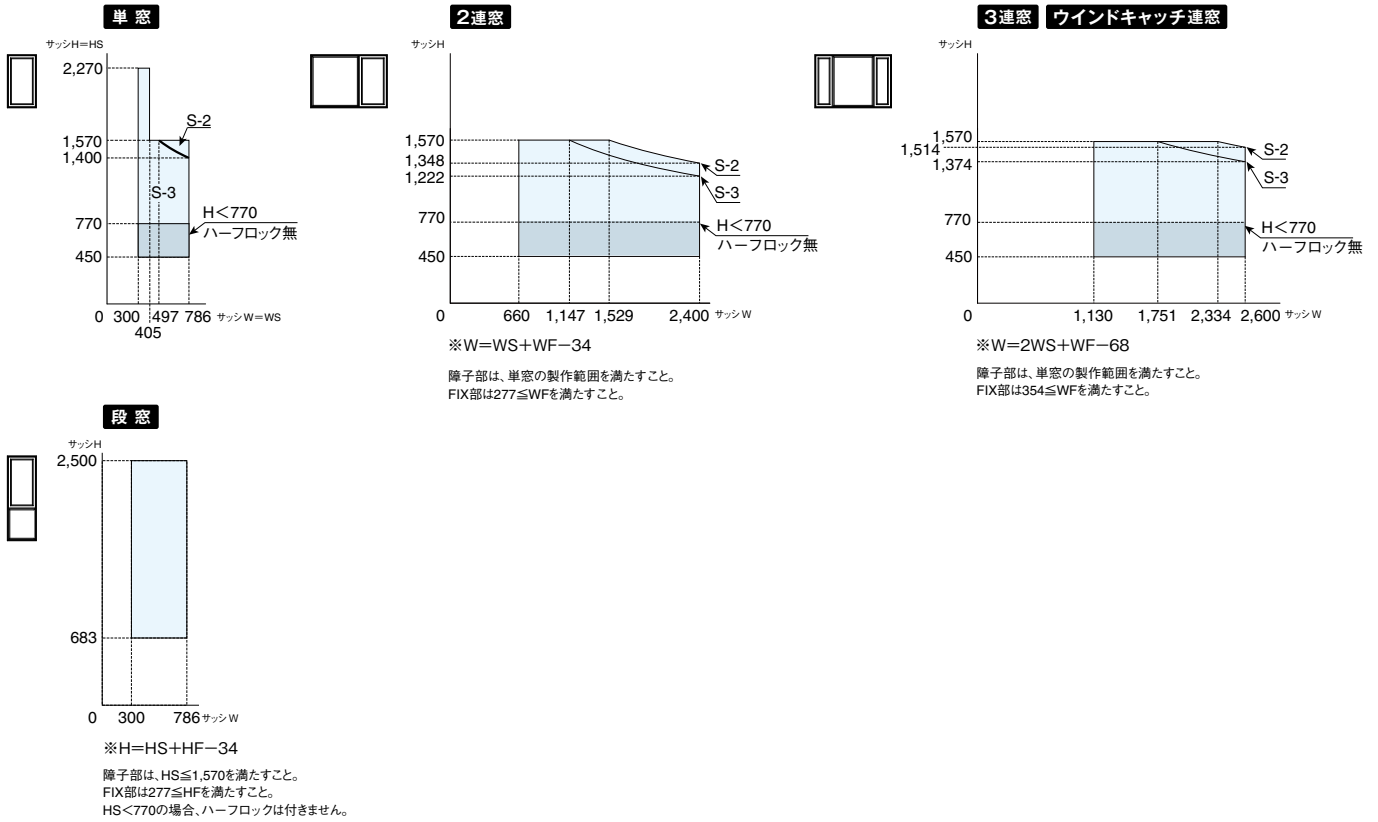 単 窓
サッシH=HS
2,270
1,570
1,400
770
450
S-2
S-3
H<770
ハーフロック無
0 300 497 786 サッシW=WS
405
2連窓
サッシH
1,570
1,348
1,222
770
450
S-2
S-3
H<770
ハーフロック無
0 660 1,147 1,529 2,400 サッシW
※W=WS+WF-34
障子部は、単窓の製作範囲を満たすこと。
FIX部は277≦WFを満たすこと。
3連窓 ウインドキャッチ連窓
サッシH
1,570
1,514
1,374
770
450
S-2
S-3
H<770
ハーフロック無
0 1,130 1,751 2,334 2,600 サッシW
※W=2WS+WF-68
障子部は、単窓の製作範囲を満たすこと。
FIX部は354≦WFを満たすこと。
段 窓
サッシH
2,500
683
0 300 786 サッシW
※H=HS+HF-34
障子部は、HS≦1,570を満たすこと。
FIX部は277≦HFを満たすこと。
HS<770の場合、ハーフロックは付きません。